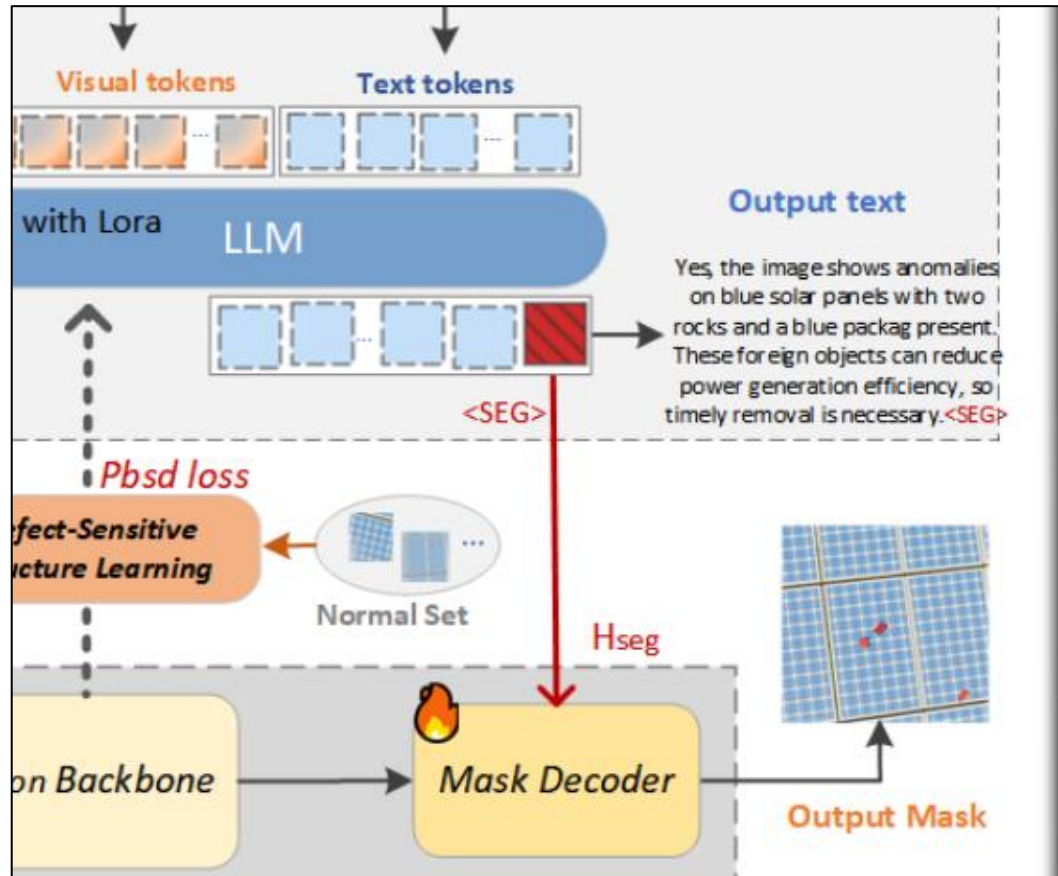 Visual tokens
Text tokens
...
...
with Lora
LLM
Output text
Yes, the image shows anomalies
on blue solar panels with two
rocks and a blue packag present.
These foreign objects can reduce
power generation efficiency, so
timely removal is necessary.<SEG>
...
<SEG>
Pbsd loss
efect-Sensitive
ucture Learning
...
Normal Set
Hseg
on Backbone
Mask Decoder
Output Mask